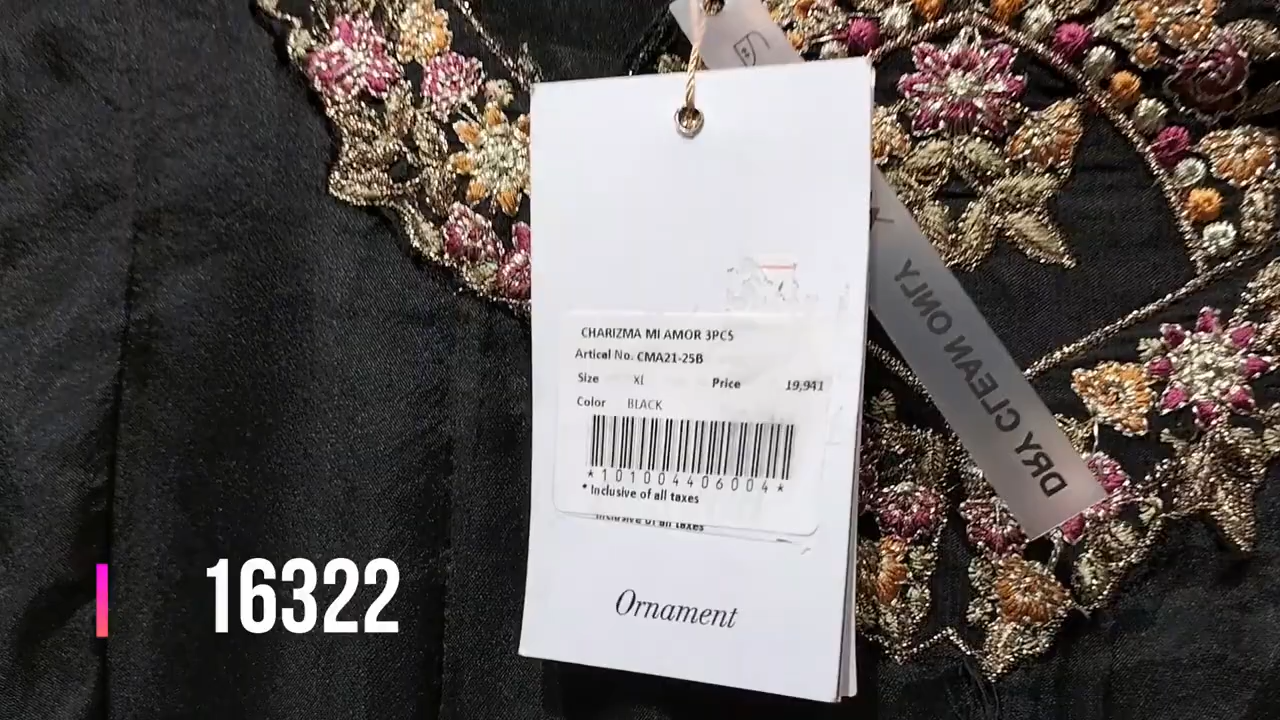 CHARIZMA MI AMOR 3PCS
Artical No. CMA21-25B
Size XL Price 19,941
Color BLACK
*101004406004*
* Inclusive of all taxes
Inclusive of all taxes
Ornament
DRY CLEAN ONLY
16322